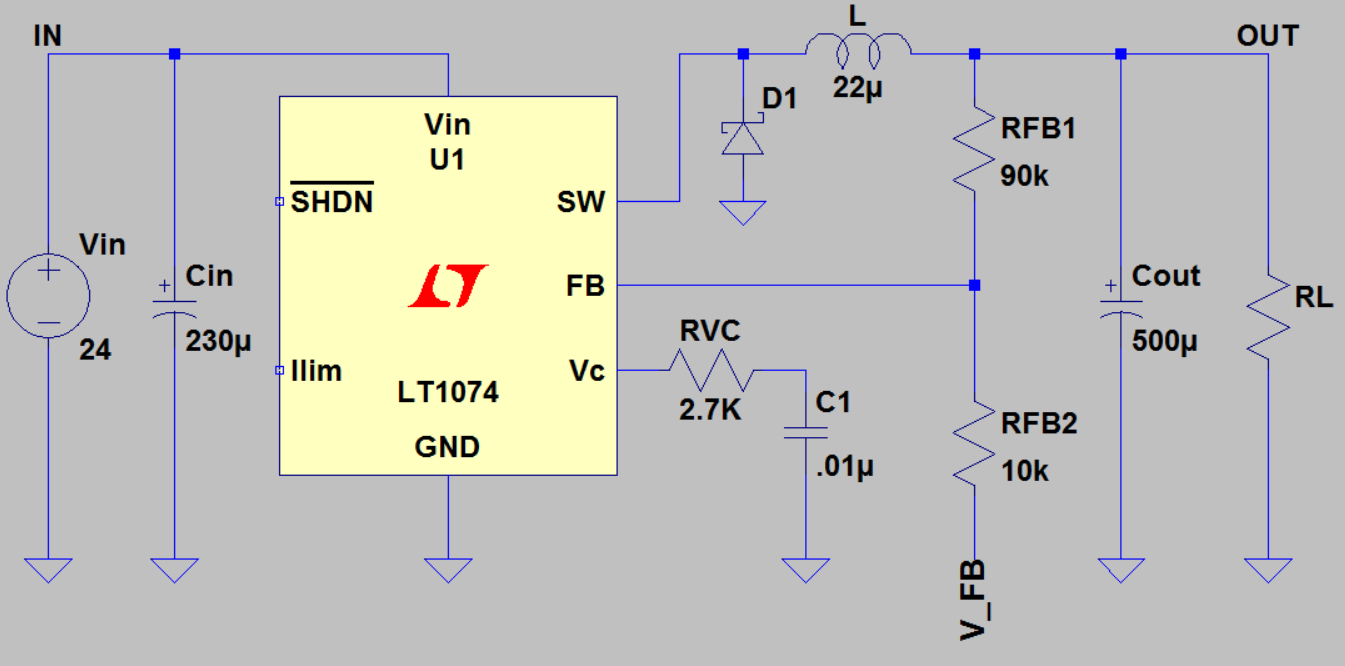 IN
L
OUT
22µ
D1
Vin
U1
RFB1
90k
SHDN
SW
Vin
24
+
Cin
230µ
FB
+
Cout
500µ
RL
Ilim
Vc
RVC
2.7K
LT1074
C1
.01µ
RFB2
10k
GND
V_FB